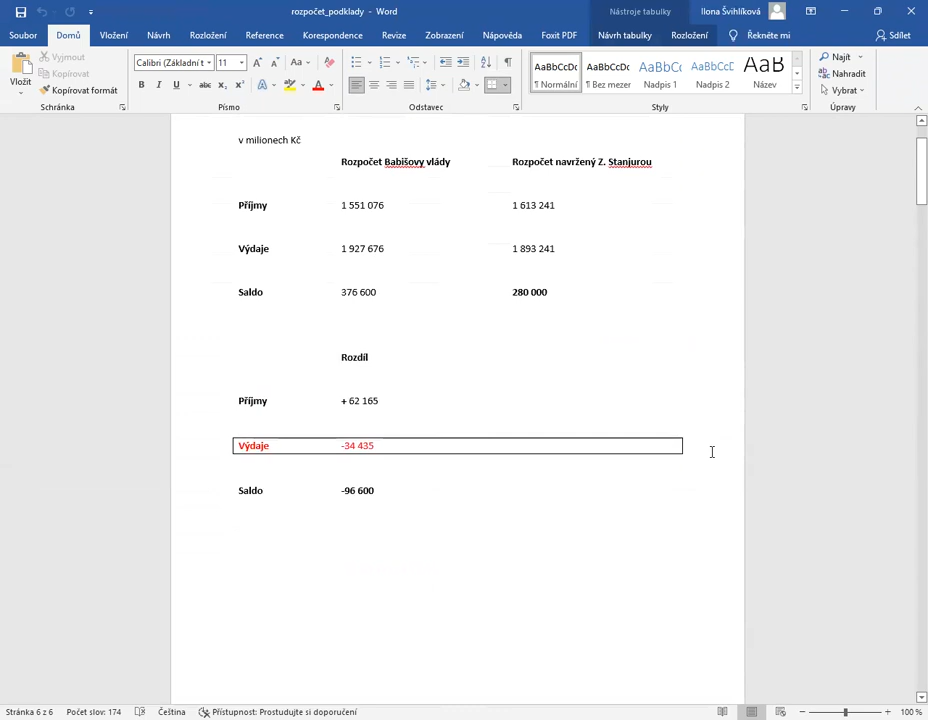 rozpočet_podklady - Word
Nástroje tabulky
Ilona Švihlíková
Soubor Domů Vložení Návrh Rozložení Reference Korespondence Revize Zobrazení Nápověda Foxit PDF Návrh tabulky Rozložení Řekněte mi Sdílet
Vložit
Vyjmout
Kopírovat
Kopírovat formát
Schránka
Calibri (Základní t 11
Písmo
Odstavec
AaBbCcDc AaBbCcDc AaBbCc AaBbCcD AaB
¶ Normální ¶ Bez mezer Nadpis 1 Nadpis 2 Název
Styly
Najít
Nahradit
Vybrat
Úpravy
v milionech Kč
Rozpočet Babišovy vlády Rozpočet navržený Z. Stanjurou
Příjmy 1 551 076 1 613 241
Výdaje 1 927 676 1 893 241
Saldo 376 600 280 000
Rozdíl
Příjmy + 62 165
Výdaje -34 435
Saldo -96 600
Stránka 6 z 6 Počet slov: 174 Čeština Přístupnost: Prostudujte si doporučení 100 %